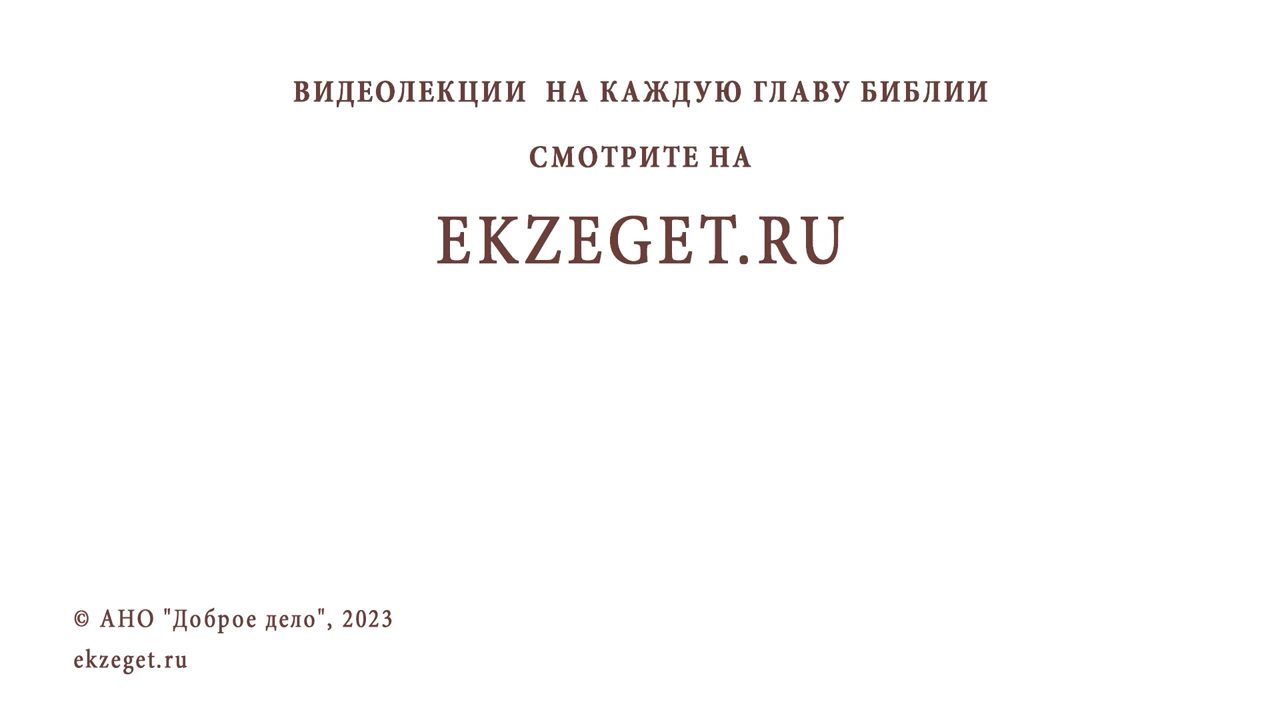 ВИДЕОЛЕКЦИИ НА КАЖДУЮ ГЛАВУ БИБЛИИ
СМОТРИТЕ НА
EKZEGET.RU
© АНО "Доброе дело", 2023
ekzeget.ru